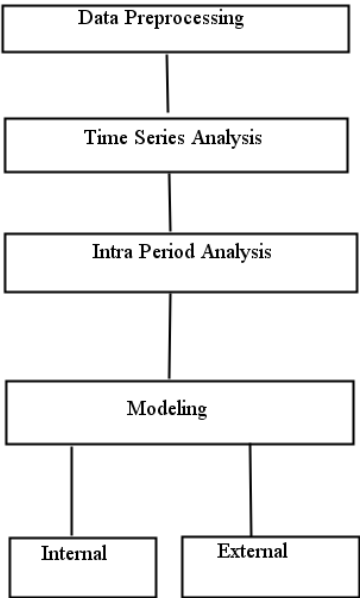 Data Preprocessing
Time Series Analysis
Intra Period Analysis
Modeling
Internal
External